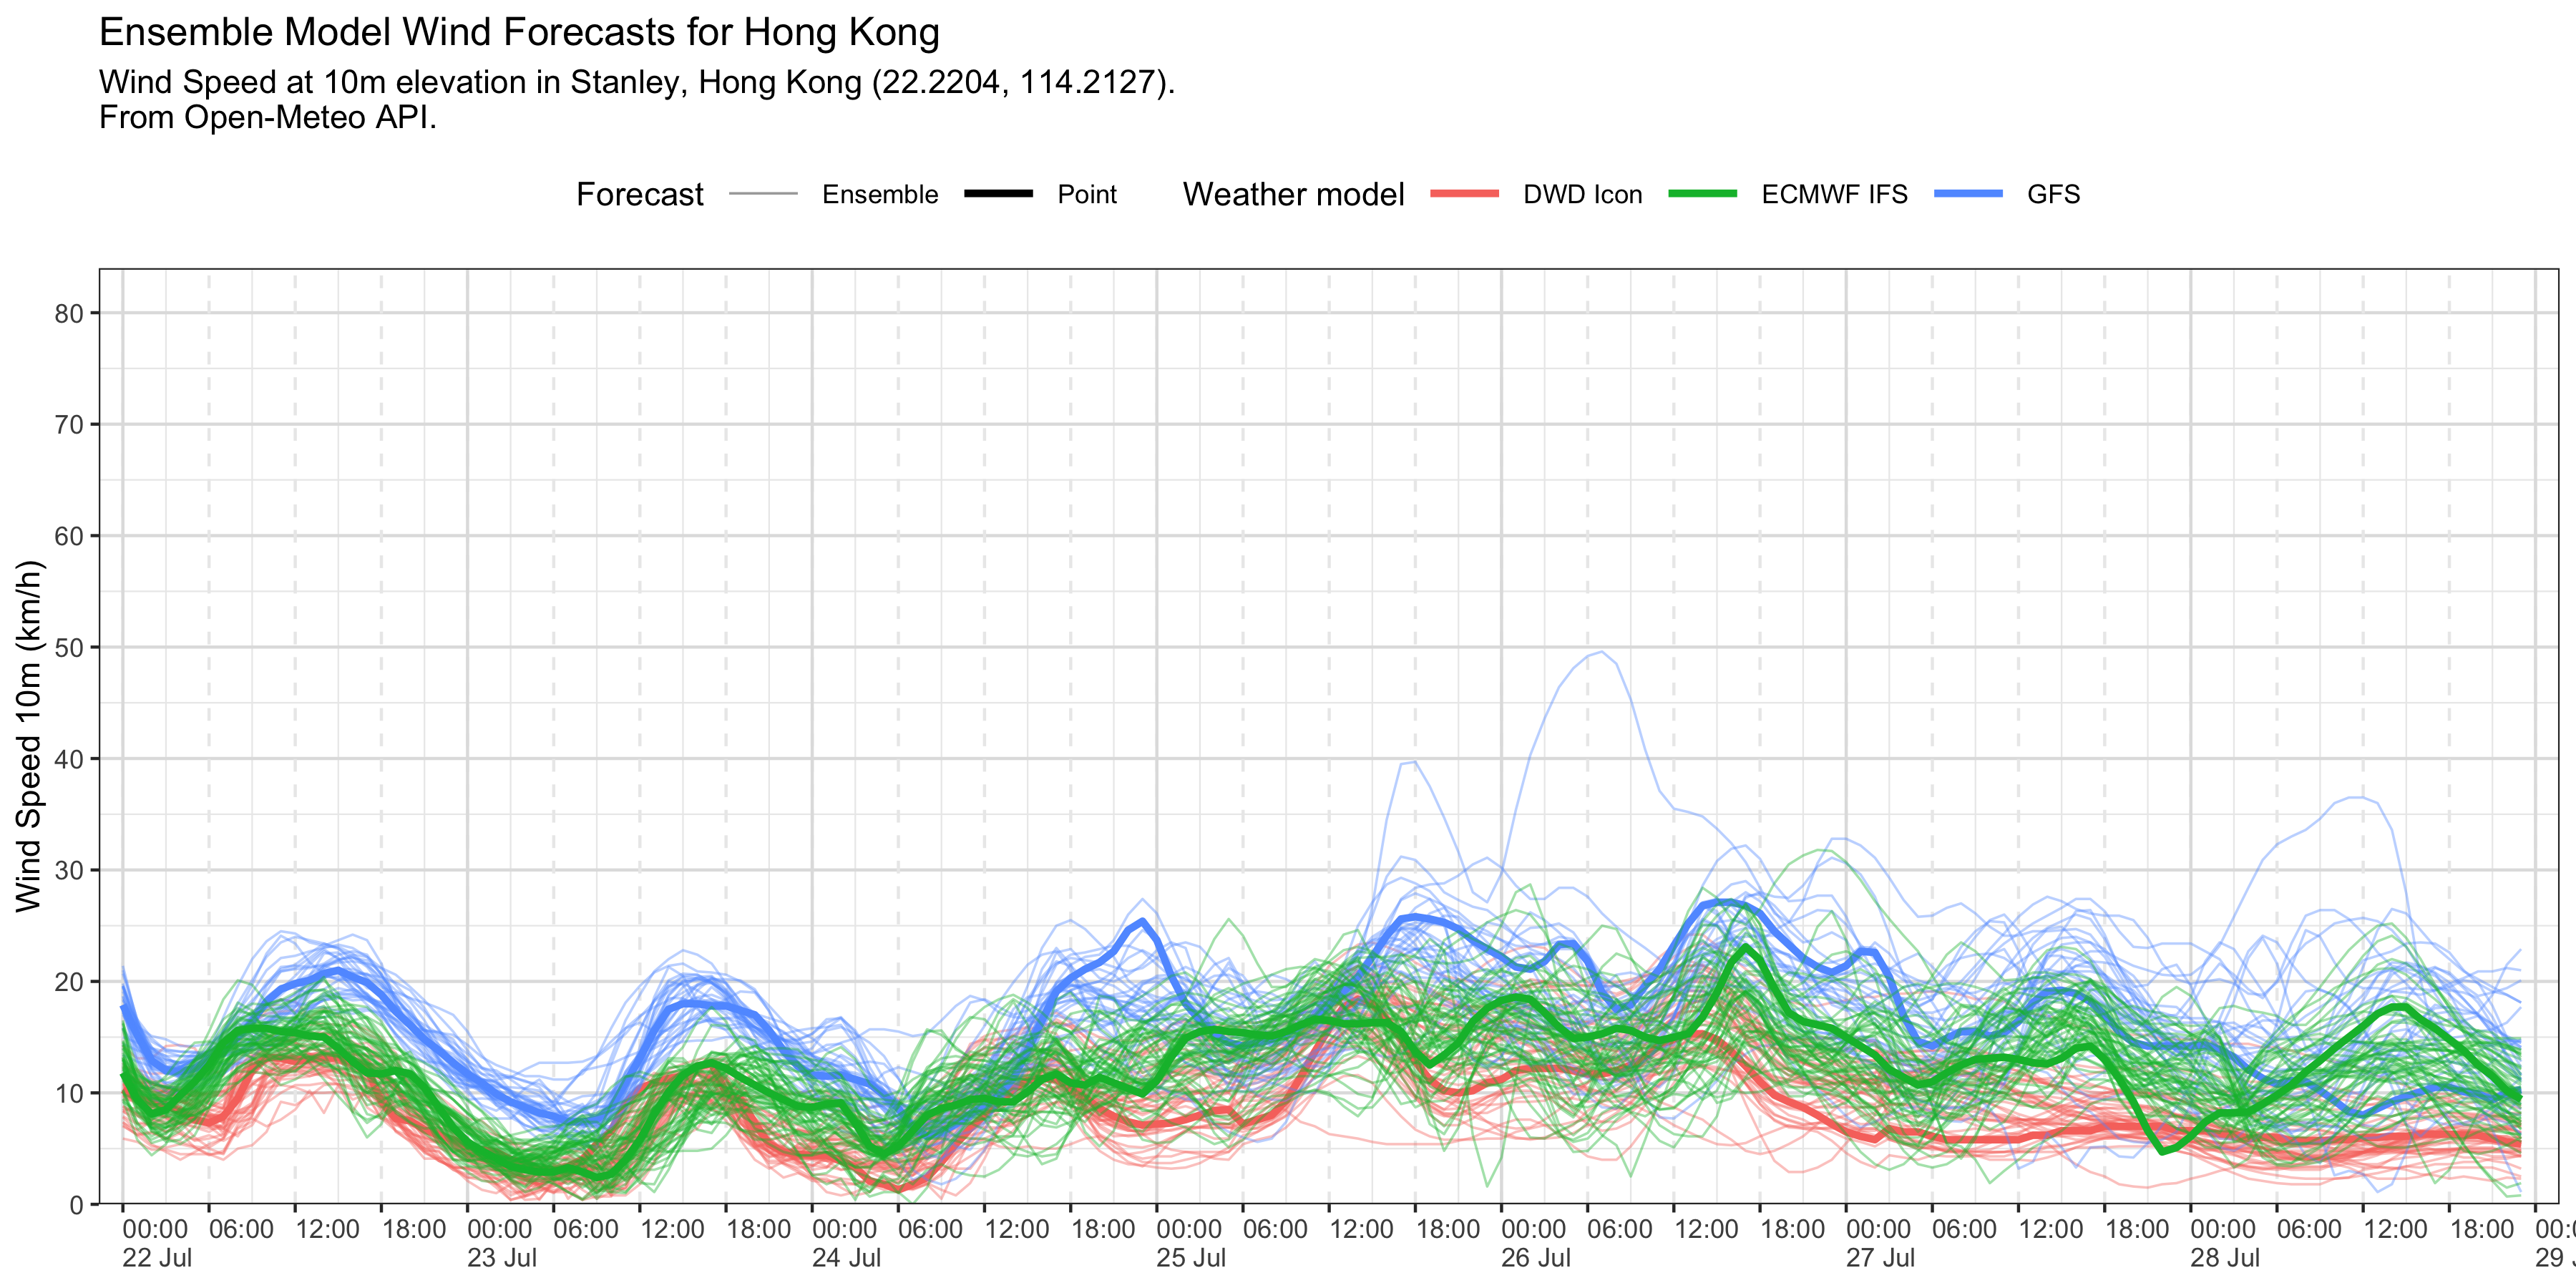 Ensemble Model Wind Forecasts for Hong Kong
Wind Speed at 10m elevation in Stanley, Hong Kong (22.2204, 114.2127).
From Open-Meteo API.
Forecast Ensemble Point Weather model DWD Icon ECMWF IFS GFS
Wind Speed 10m (km/h)
80
70
60
50
40
30
20
10
0
00:00 06:00 12:00 18:00 00:00 06:00 12:00 18:00 00:00 06:00 12:00 18:00 00:00 06:00 12:00 18:00 00:00 06:00 12:00 18:00 00:00 06:00 12:00 18:00 00:00 06:00 12:00 18:00
22 Jul 23 Jul 24 Jul 25 Jul 26 Jul 27 Jul 28 Jul 29